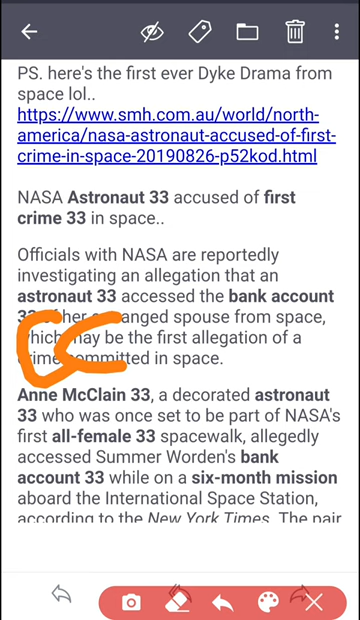 PS. here's the first ever Dyke Drama from
space lol..
https://www.smh.com.au/world/north-
america/nasa-astronaut-accused-of-first-
crime-in-space-20190826-p52kod.html
NASA Astronaut 33 accused of first
crime 33 in space..
Officials with NASA are reportedly
investigating an allegation that an
astronaut 33 accessed the bank account
her spouse from space,
may be the first allegation of a
committed in space.
Anne McClain 33, a decorated astronaut
33 who was once set to be part of NASA's
first all-female 33 spacewalk, allegedly
accessed Summer Worden's bank
account 33 while on a six-month mission
aboard the International Space Station,
according to the New York Times. The pair